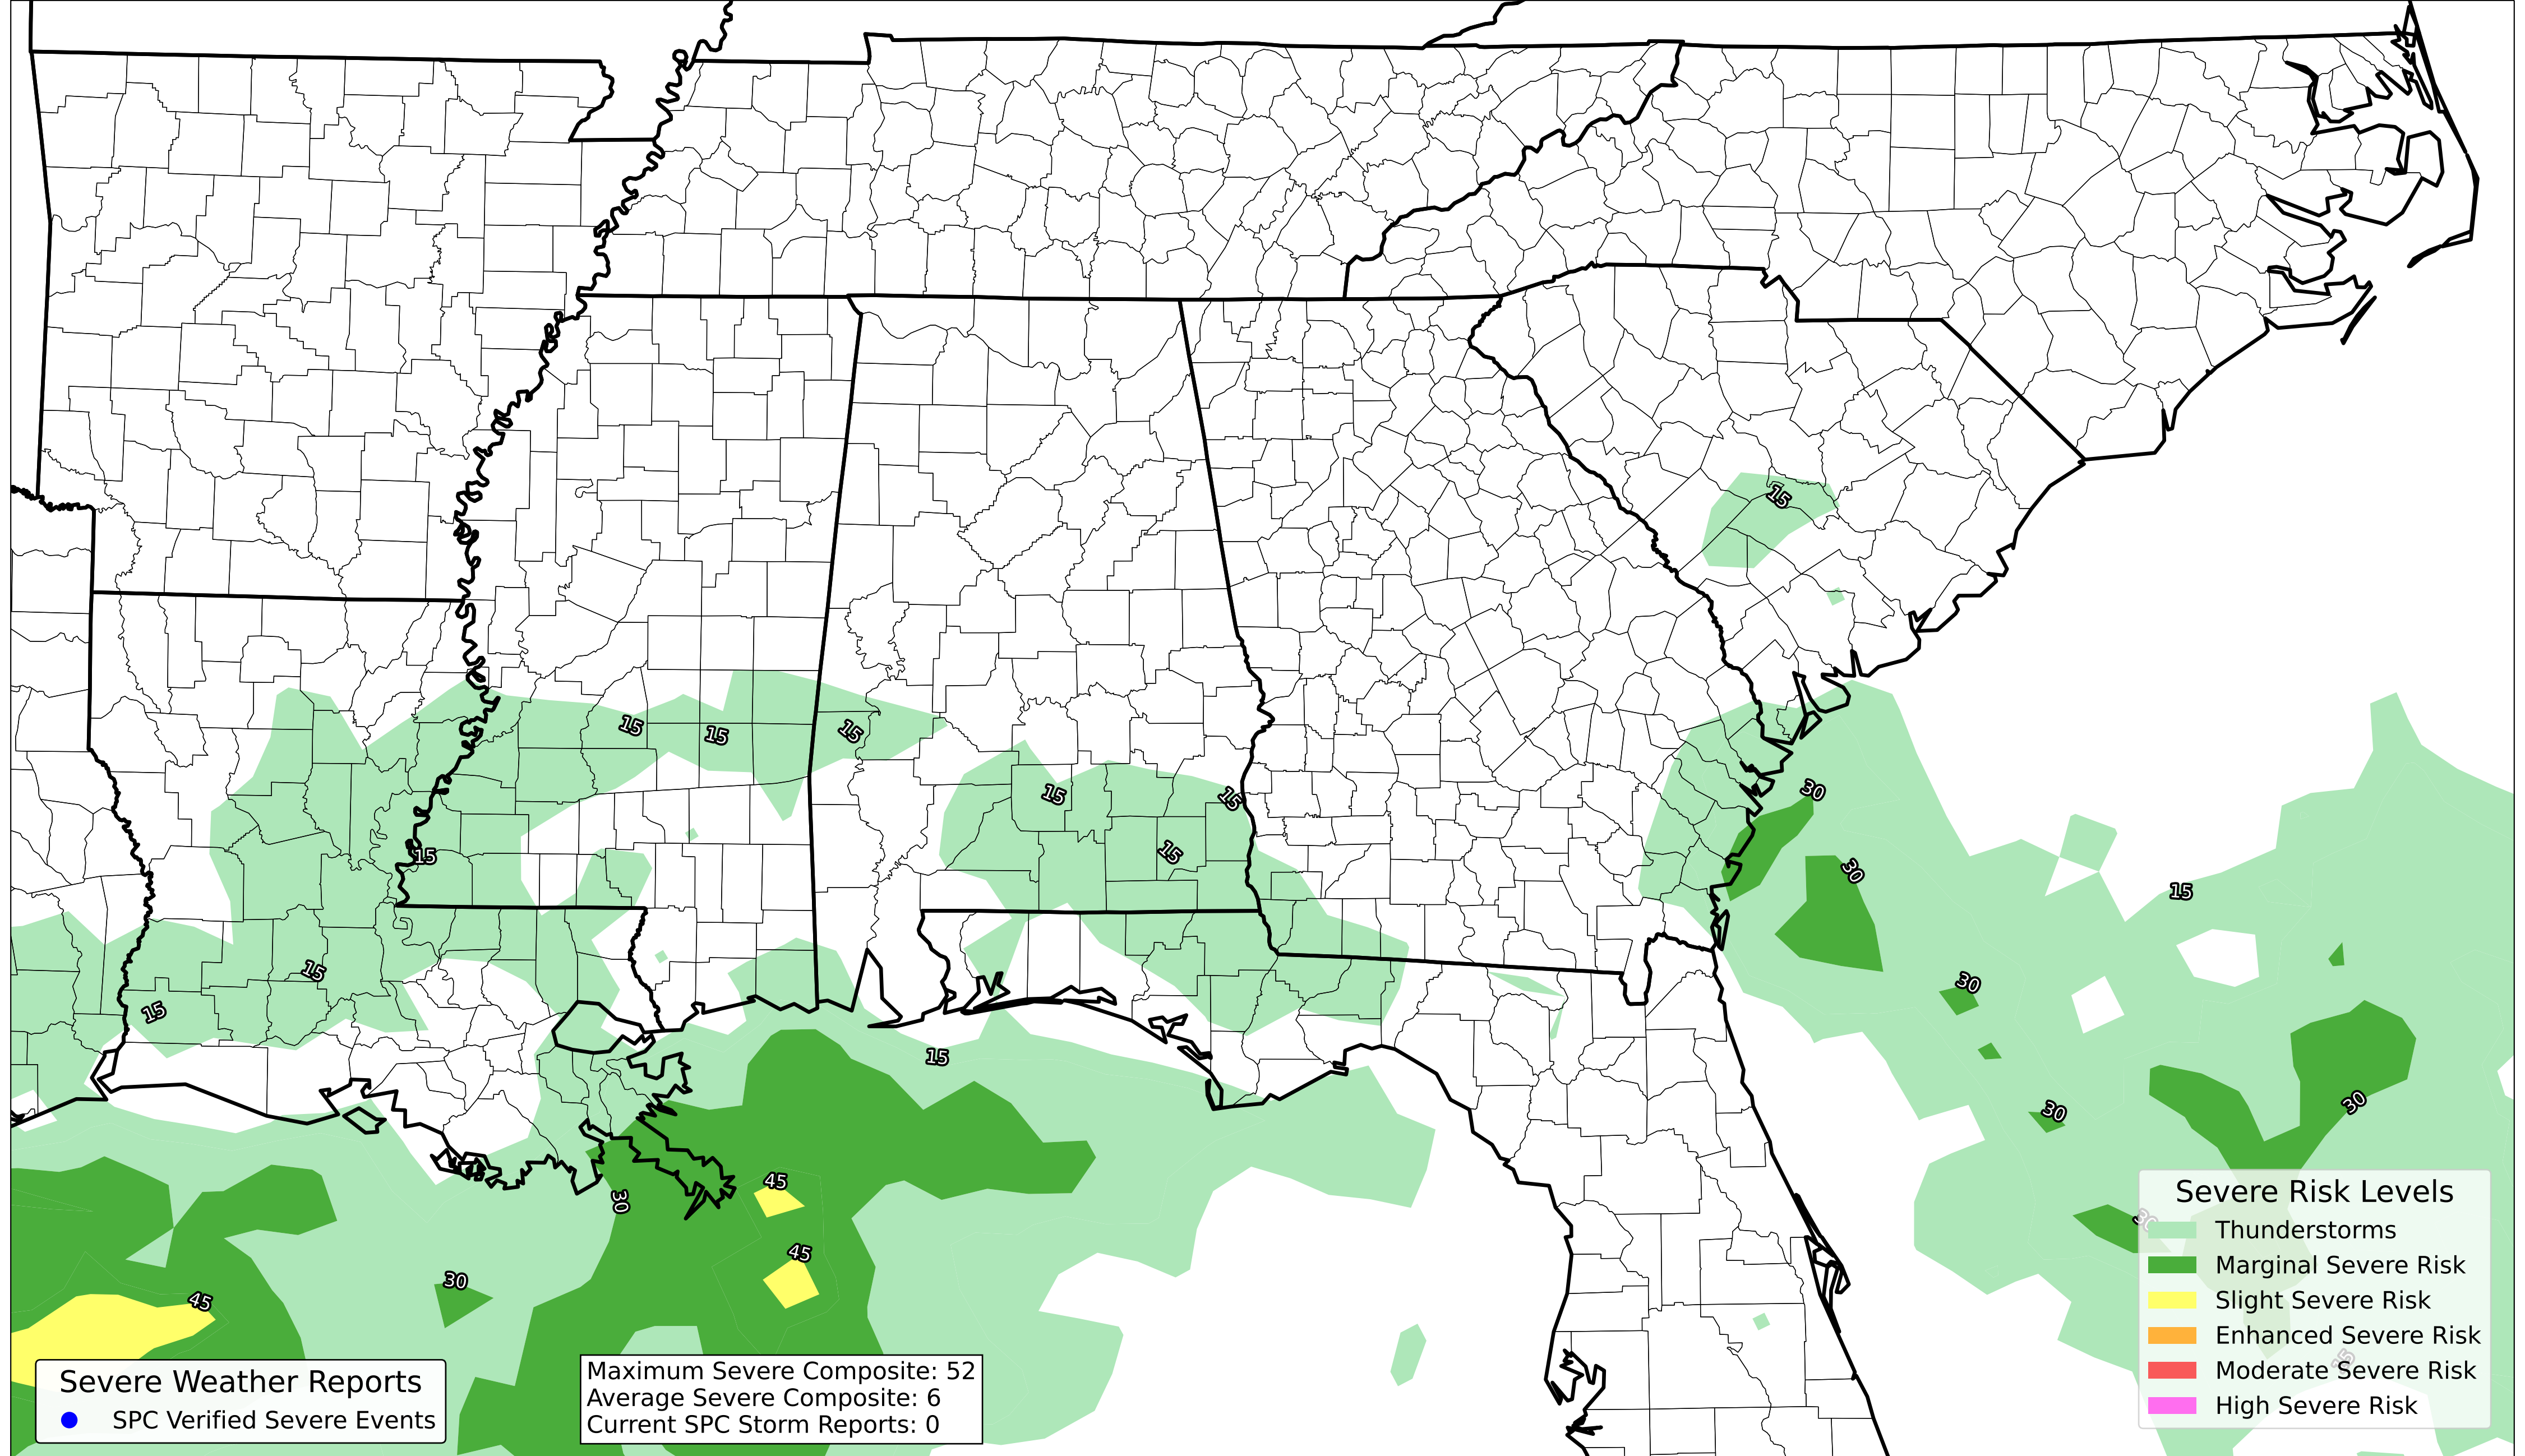 15
15
15
15
15
30
15
15
15
30
15
15
15
30
15
30
30
45
30
45
30
45
30
Severe Risk Levels
Thunderstorms
Marginal Severe Risk
Slight Severe Risk
Enhanced Severe Risk
Moderate Severe Risk
High Severe Risk
Severe Weather Reports
SPC Verified Severe Events
Maximum Severe Composite: 52
Average Severe Composite: 6
Current SPC Storm Reports: 0